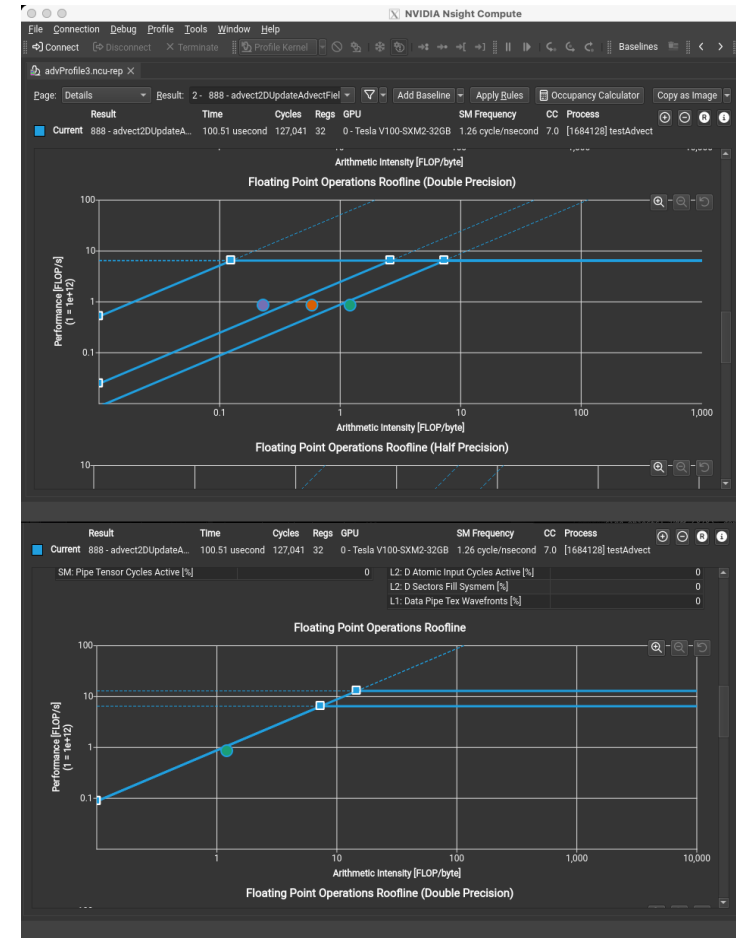 NVIDIA Nsight Compute
File Connection Debug Profile Tools Window Help
Connect Disconnect Terminate Profile Kernel Baselines
advProfile3.ncu-rep
Page: Details Result: 2 - 888 - advect2DUpdateAdvectFiel Add Baseline Apply Rules Occupancy Calculator Copy as Image
Result Time Cycles Regs GPU SM Frequency CC Process
Current 888 - advect2DUpdateA... 100.51 usecond 127,041 32 0 - Tesla V100-SXM2-32GB 1.26 cycle/nsecond 7.0 [1684128] testAdvect
Arithmetic Intensity [FLOP/byte]
Floating Point Operations Roofline (Double Precision)
100
10
1
0.1
Performance [FLOP/s]
(1 = 1e+12)
0.1 1 10 100 1,000
Arithmetic Intensity [FLOP/byte]
Floating Point Operations Roofline (Half Precision)
10
Result Time Cycles Regs GPU SM Frequency CC Process
Current 888 - advect2DUpdateA... 100.51 usecond 127,041 32 0 - Tesla V100-SXM2-32GB 1.26 cycle/nsecond 7.0 [1684128] testAdvect
SM: Pipe Tensor Cycles Active [%] 0 L2: D Atomic Input Cycles Active [%] 0
L2: D Sectors Fill Sysmem [%] 0
L1: Data Pipe Tex Wavefronts [%] 0
Floating Point Operations Roofline
100
10
1
0.1
Performance [FLOP/s]
(1 = 1e+12)
1 10 100 1,000 10,000
Arithmetic Intensity [FLOP/byte]
Floating Point Operations Roofline (Double Precision)